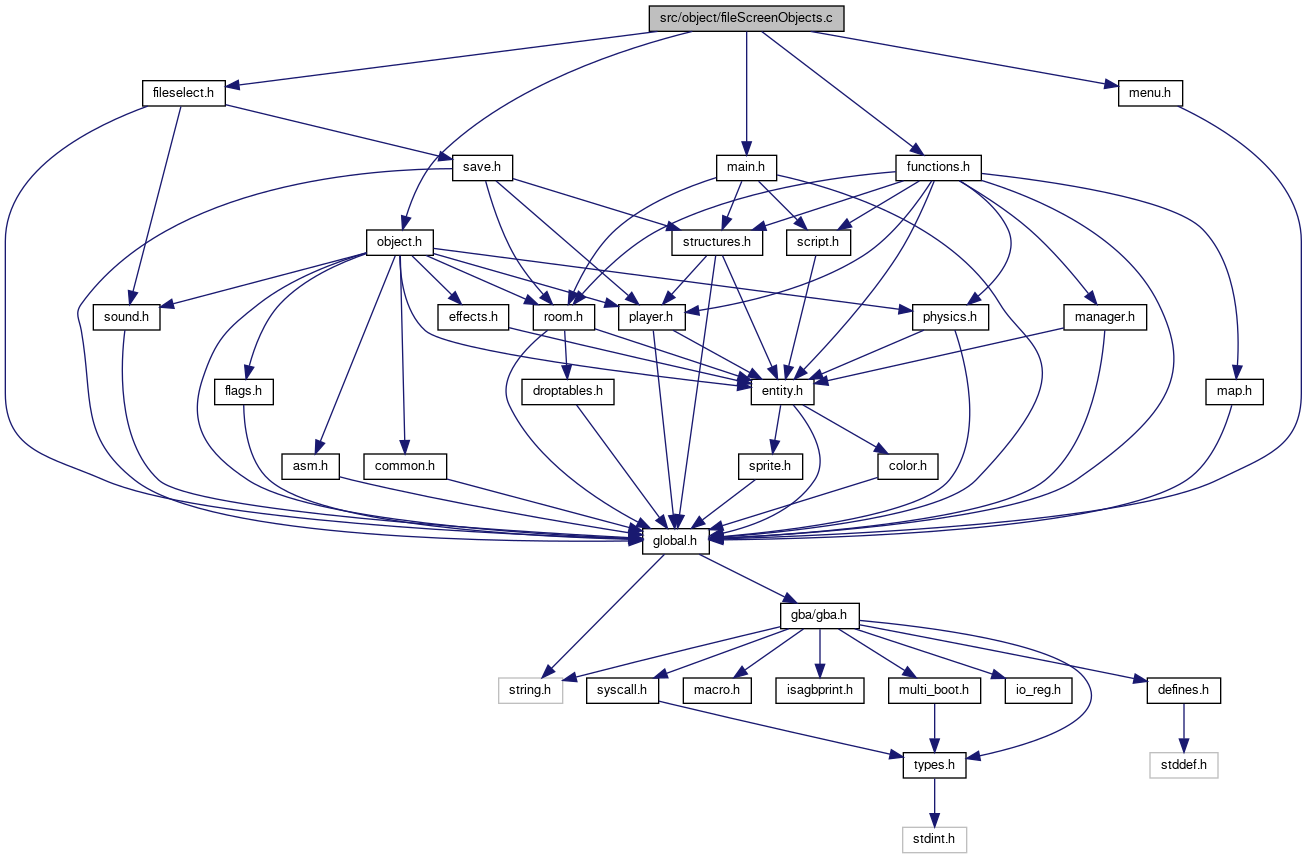 src/object/fileScreenObjects.c
fileselect.h
menu.h
save.h
main.h
functions.h
object.h
structures.h
script.h
sound.h
effects.h
room.h
player.h
physics.h
manager.h
flags.h
droptables.h
entity.h
map.h
asm.h
common.h
sprite.h
color.h
global.h
gba/gba.h
string.h
syscall.h
macro.h
isagbprint.h
multi_boot.h
io_reg.h
defines.h
types.h
stddef.h
stdint.h